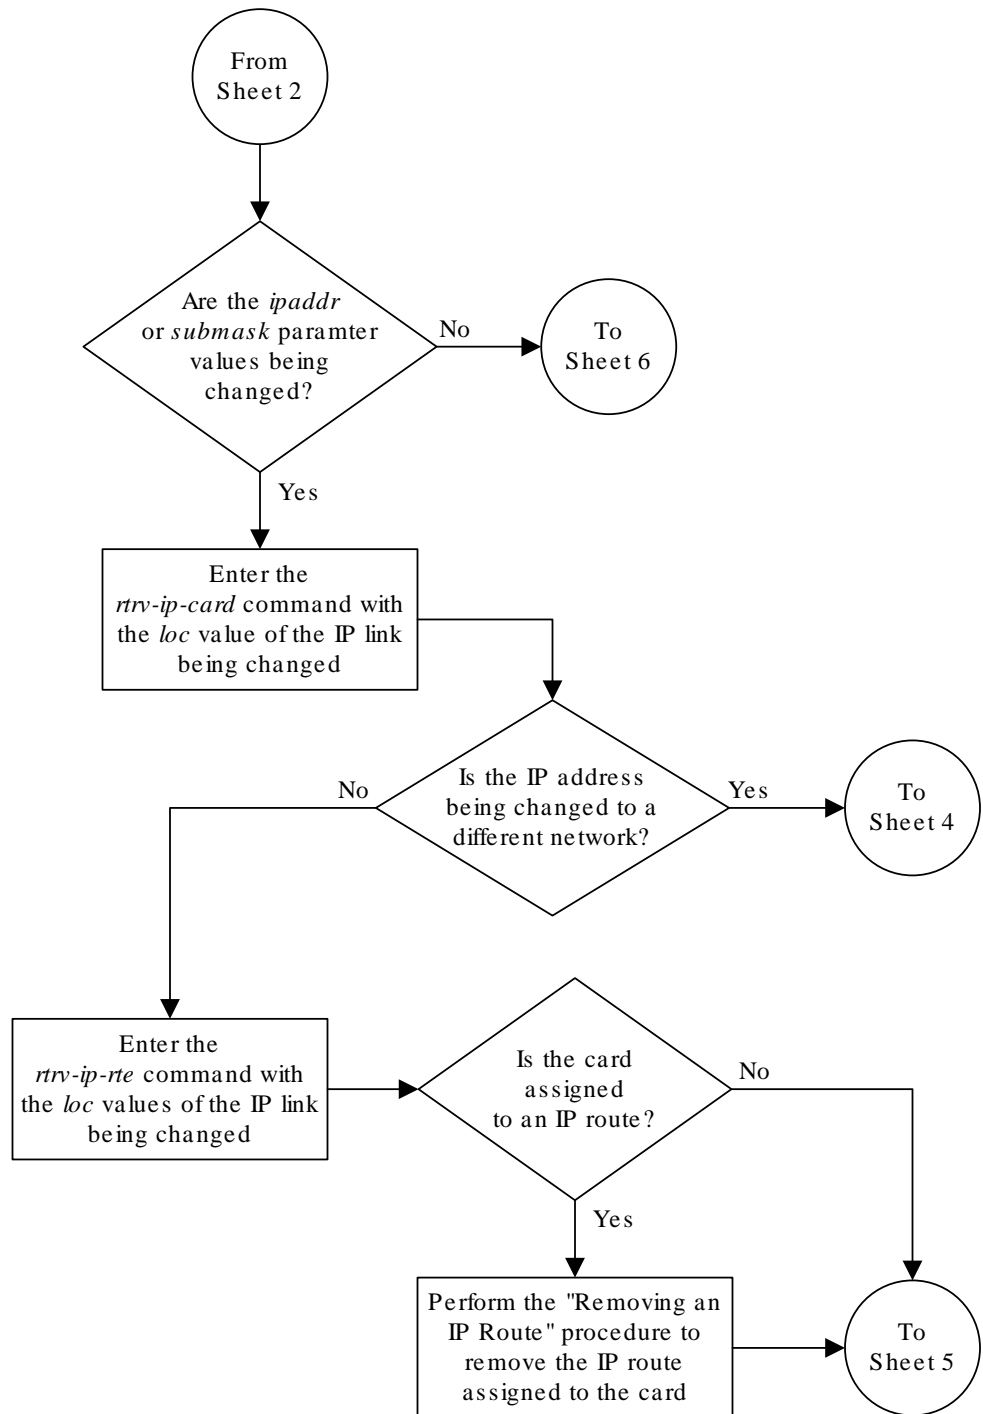 From
Sheet 2
Are the ipaddr
or submask paramter
values being
changed?
No
To
Sheet 6
Yes
Enter the
rtrv-ip-card command with
the loc value of the IP link
being changed
Is the IP address
being changed to a
different network?
No
Yes
To
Sheet 4
Enter the
rtrv-ip-rte command with
the loc values of the IP link
being changed
Is the card
assigned
to an IP route?
No
Yes
Perform the "Removing an
IP Route" procedure to
remove the IP route
assigned to the card
To
Sheet 5